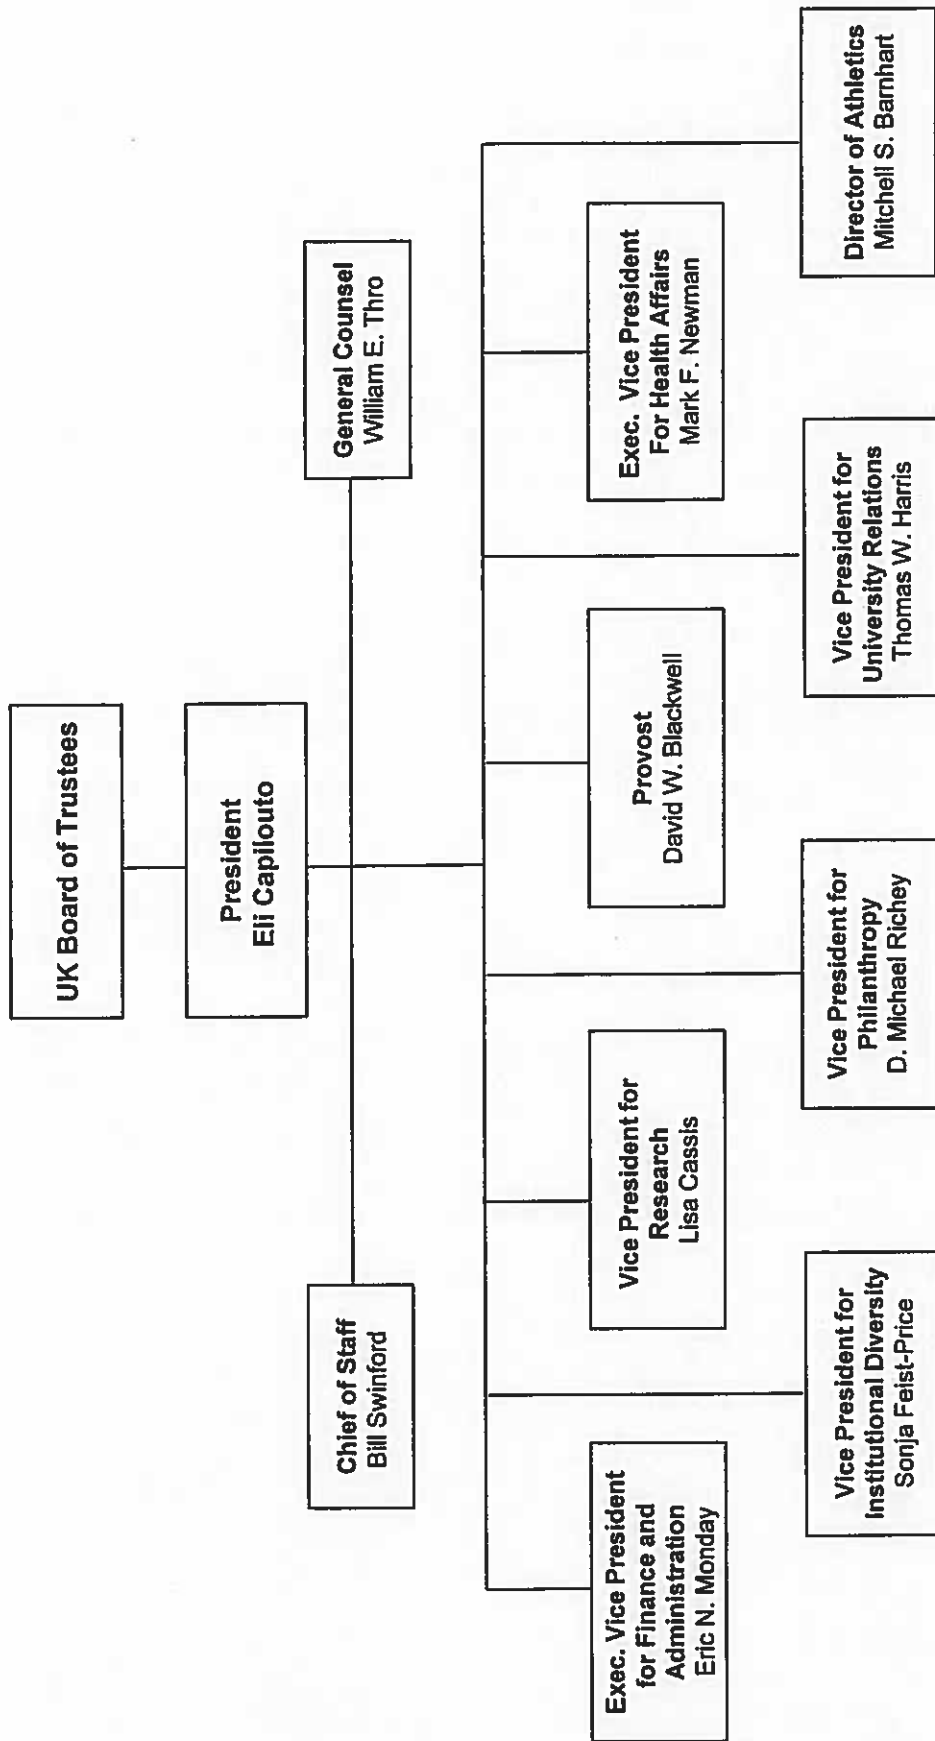 UK Board of Trustees
President
Eli Capilouto
Chief of Staff
Bill Swinford
General Counsel
William E. Thro
Exec. Vice President
for Finance and
Administration
Eric N. Monday
Vice President for
Research
Lisa Cassis
Provost
David W. Blackwell
Exec. Vice President
For Health Affairs
Mark F. Newman
Vice President for
Institutional Diversity
Sonja Feist-Price
Vice President for
Philanthropy
D. Michael Richey
Vice President for
University Relations
Thomas W. Harris
Director of Athletics
Mitchell S. Barnhart